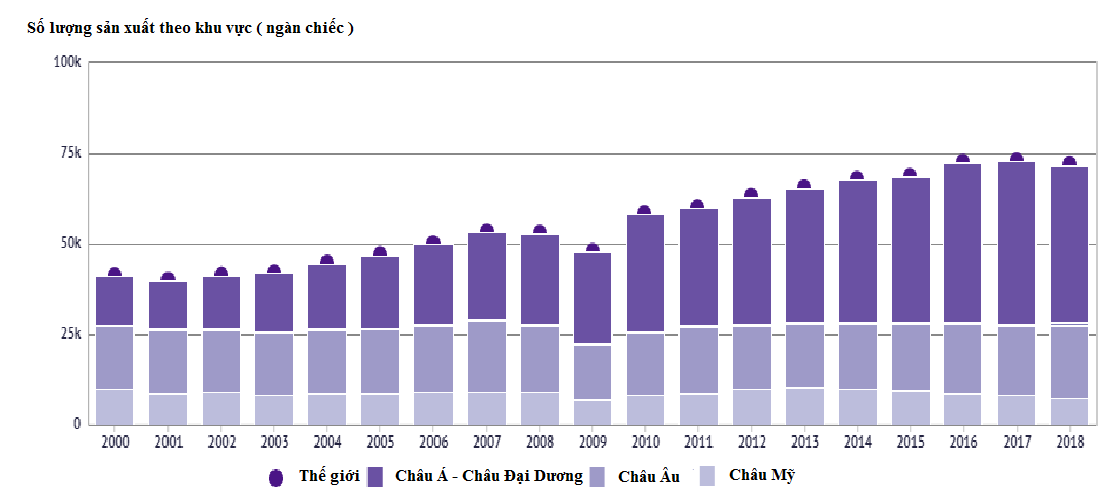 Số lượng sản xuất theo khu vực ( ngàn chiếc )
100k
75k
50k
25k
0
2000 2001 2002 2003 2004 2005 2006 2007 2008 2009 2010 2011 2012 2013 2014 2015 2016 2017 2018
Thế giới Châu Á - Châu Đại Dương Châu Âu Châu Mỹ